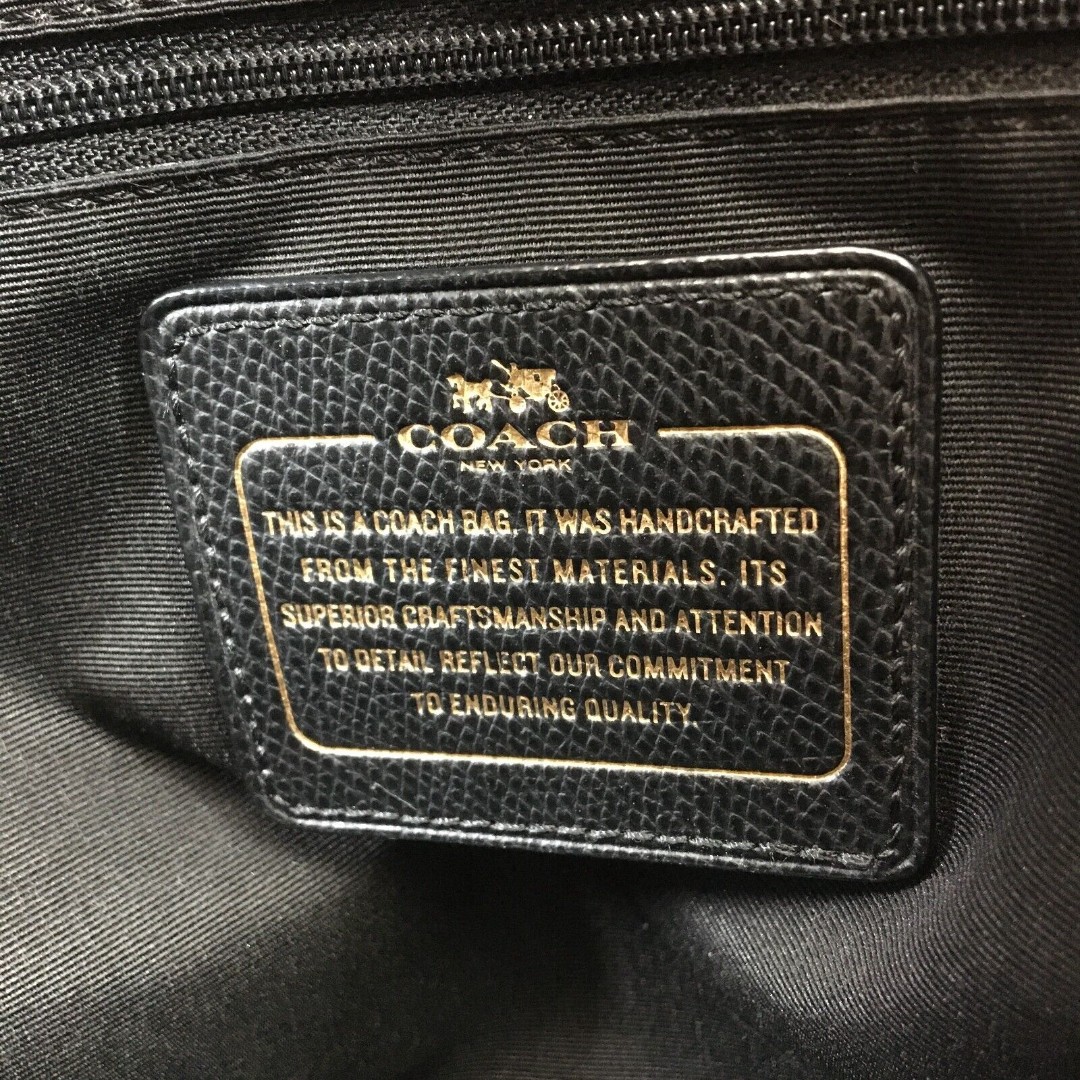 COACH
NEW YORK
THIS IS A COACH BAG. IT WAS HANDCRAFTED
FROM THE FINEST MATERIALS. ITS
SUPERIOR CRAFTSMANSHIP AND ATTENTION
TO DETAIL REFLECT OUR COMMITMENT
TO ENDURING QUALITY.